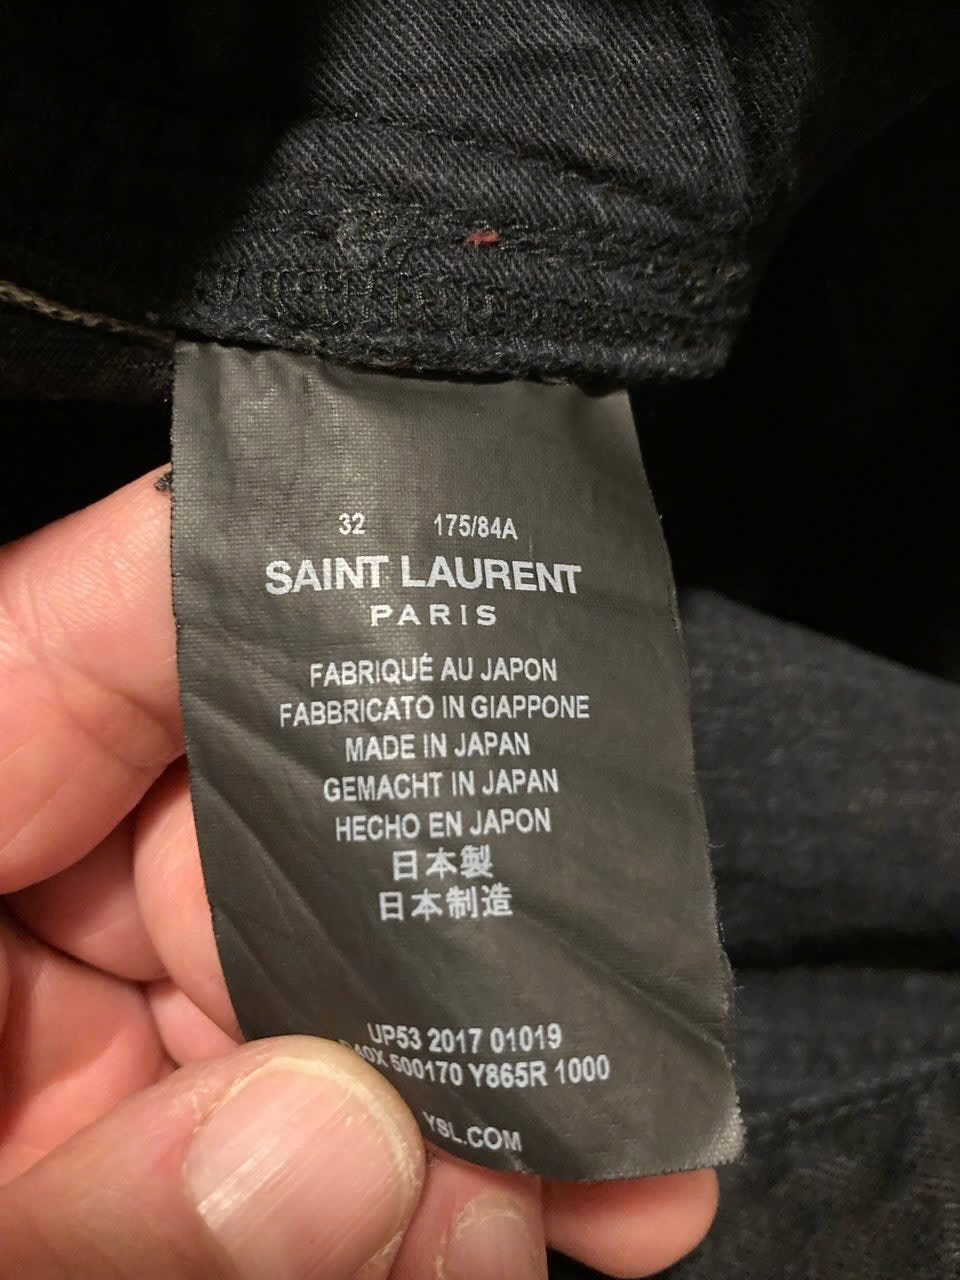 32 175/84A
SAINT LAURENT
PARIS
FABRIQUÉ AU JAPON
FABBRICATO IN GIAPPONE
MADE IN JAPAN
GEMACHT IN JAPAN
HECHO EN JAPON
日本製
日本制造
UP53 2017 01019
500170 Y865R 1000
YSL.COM